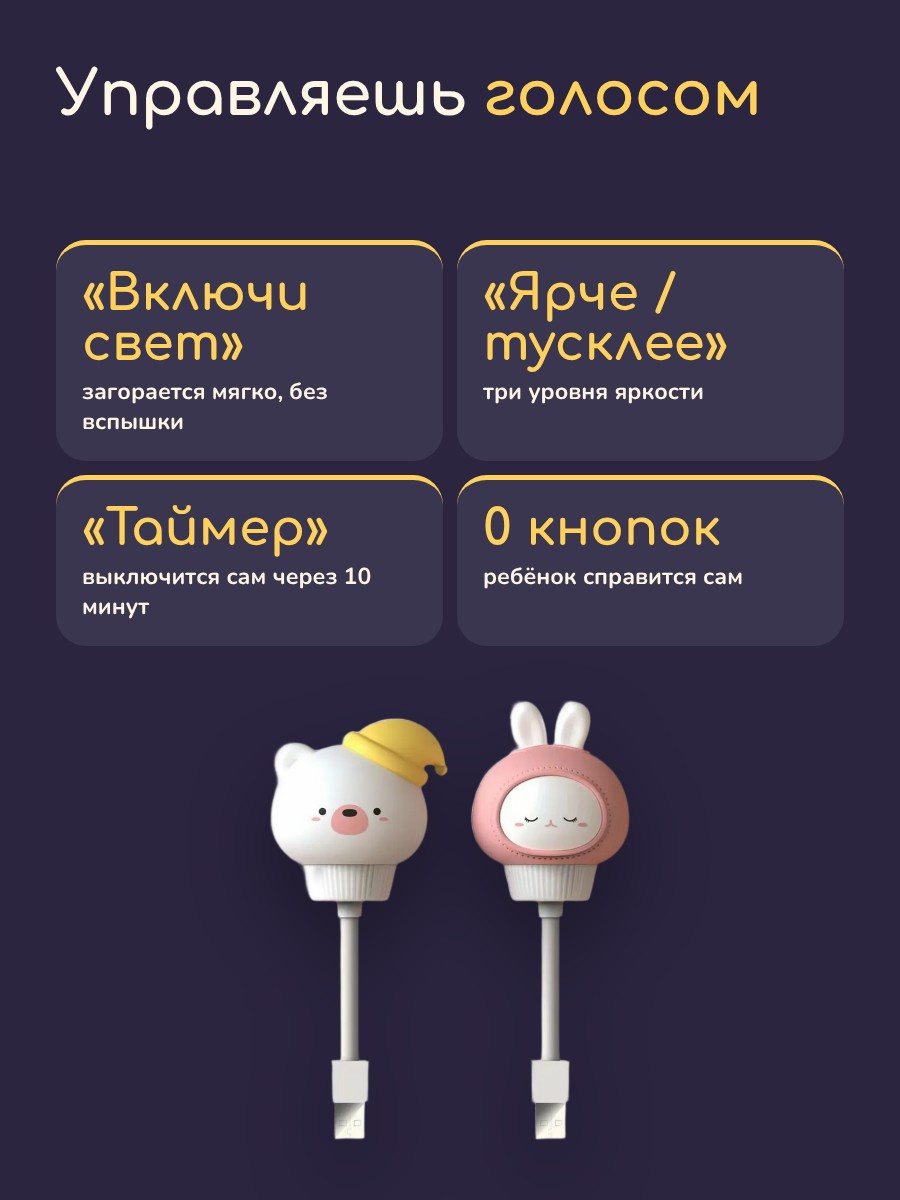 Управляешь голосом
«Включи
свет»
загорается мягко, без
вспышки
«Ярче /
тусклее»
три уровня яркости
«Таймер»
выключится сам через 10
минут
0 кнопок
ребёнок справится сам